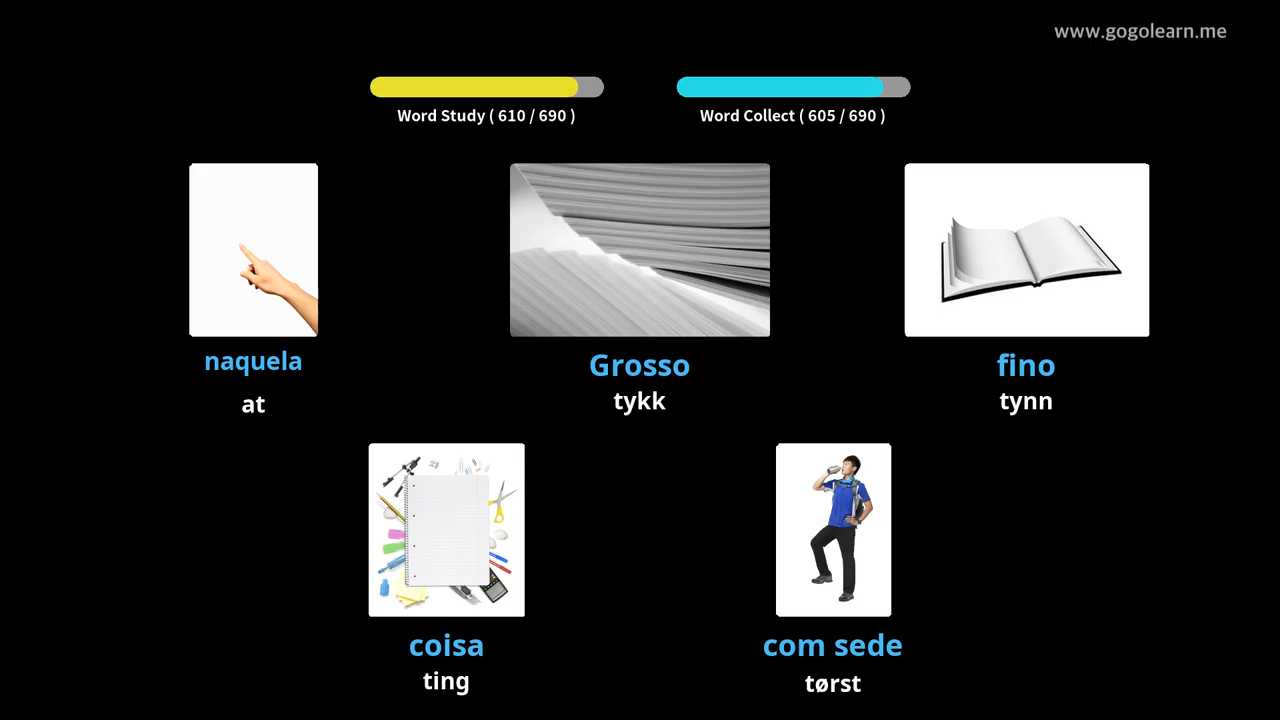 www.gogolearn.me
Word Study ( 610 / 690 )
Word Collect ( 605 / 690 )
naquela
at
Grosso
tykk
fino
tynn
coisa
ting
com sede
tørst